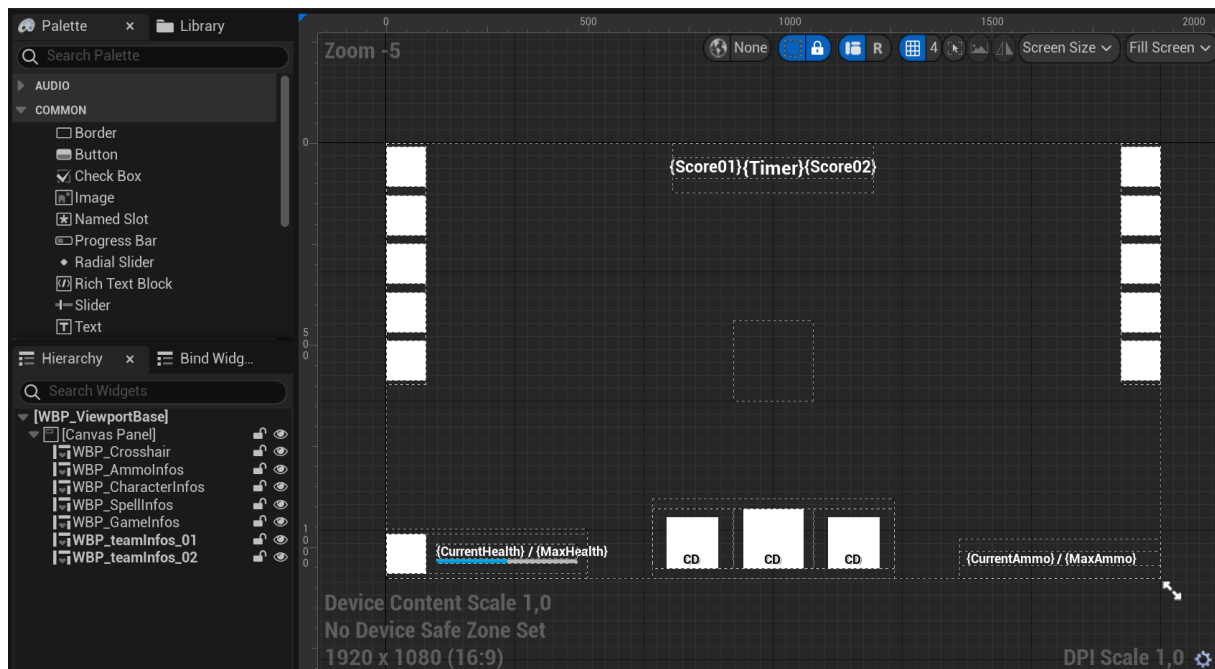 Palette × Library
Search Palette
AUDIO
COMMON
Border
Button
Check Box
Image
Named Slot
Progress Bar
Radial Slider
Rich Text Block
Slider
Text
Hierarchy × Bind Widg...
Search Widgets
[WBP_ViewportBase]
[Canvas Panel]
WBP_Crosshair
WBP_AmmoInfos
WBP_CharacterInfos
WBP_SpellInfos
WBP_GameInfos
WBP_teamInfos_01
WBP_teamInfos_02
0 500 1000 1500 2000
Zoom -5
None R 4 Screen Size Fill Screen
0
500
1000
{Score01}{Timer}{Score02}
{CurrentHealth} / {MaxHealth}
CD CD CD
{CurrentAmmo} / {MaxAmmo}
Device Content Scale 1,0
No Device Safe Zone Set
1920 x 1080 (16:9)
DPI Scale 1,0